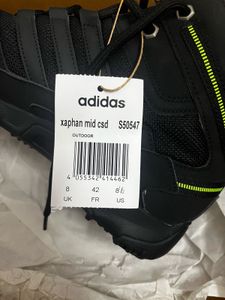 adidas
xaphan mid csd S50547
OUTDOOR
4 055342 414462
8 42 8½
UK FR US